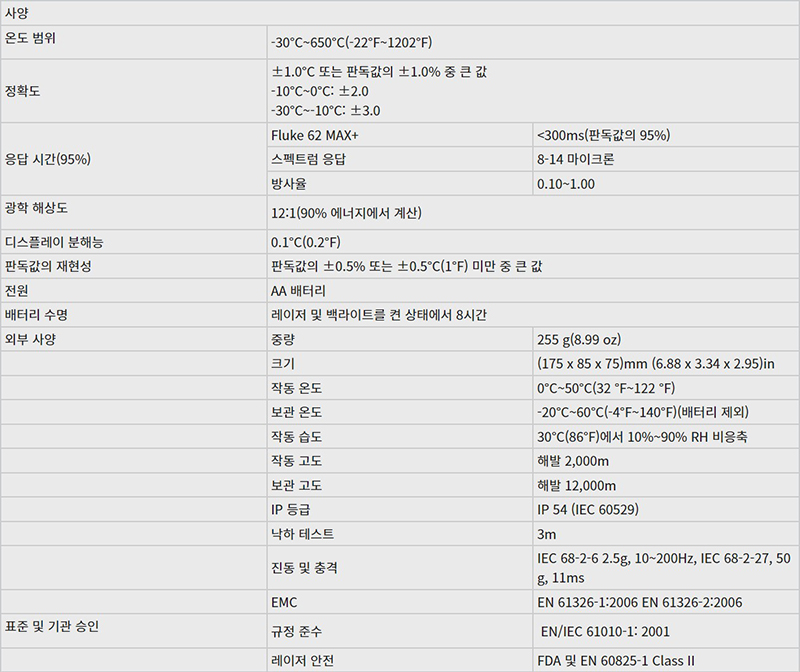 사양
온도 범위
-30°C~650°C(-22°F~1202°F)
정확도
±1.0°C 또는 판독값의 ±1.0% 중 큰 값
-10°C~0°C: ±2.0
-30°C~-10°C: ±3.0
응답 시간(95%)
Fluke 62 MAX+
<300ms(판독값의 95%)
스펙트럼 응답
8-14 마이크론
방사율
0.10~1.00
광학 해상도
12:1(90% 에너지에서 계산)
디스플레이 분해능
0.1°C(0.2°F)
판독값의 재현성
판독값의 ±0.5% 또는 ±0.5°C(1°F) 미만 중 큰 값
전원
AA 배터리
배터리 수명
레이저 및 백라이트를 켠 상태에서 8시간
외부 사양
중량
255 g(8.99 oz)
크기
(175 x 85 x 75)mm (6.88 x 3.34 x 2.95)in
작동 온도
0°C~50°C(32 °F~122 °F)
보관 온도
-20°C~60°C(-4°F~140°F)(배터리 제외)
작동 습도
30°C(86°F)에서 10%~90% RH 비응축
작동 고도
해발 2,000m
보관 고도
해발 12,000m
IP 등급
IP 54 (IEC 60529)
낙하 테스트
3m
진동 및 충격
IEC 68-2-6 2.5g, 10~200Hz, IEC 68-2-27, 50
g, 11ms
EMC
EN 61326-1:2006 EN 61326-2:2006
표준 및 기관 승인
규정 준수
EN/IEC 61010-1: 2001
레이저 안전
FDA 및 EN 60825-1 Class II